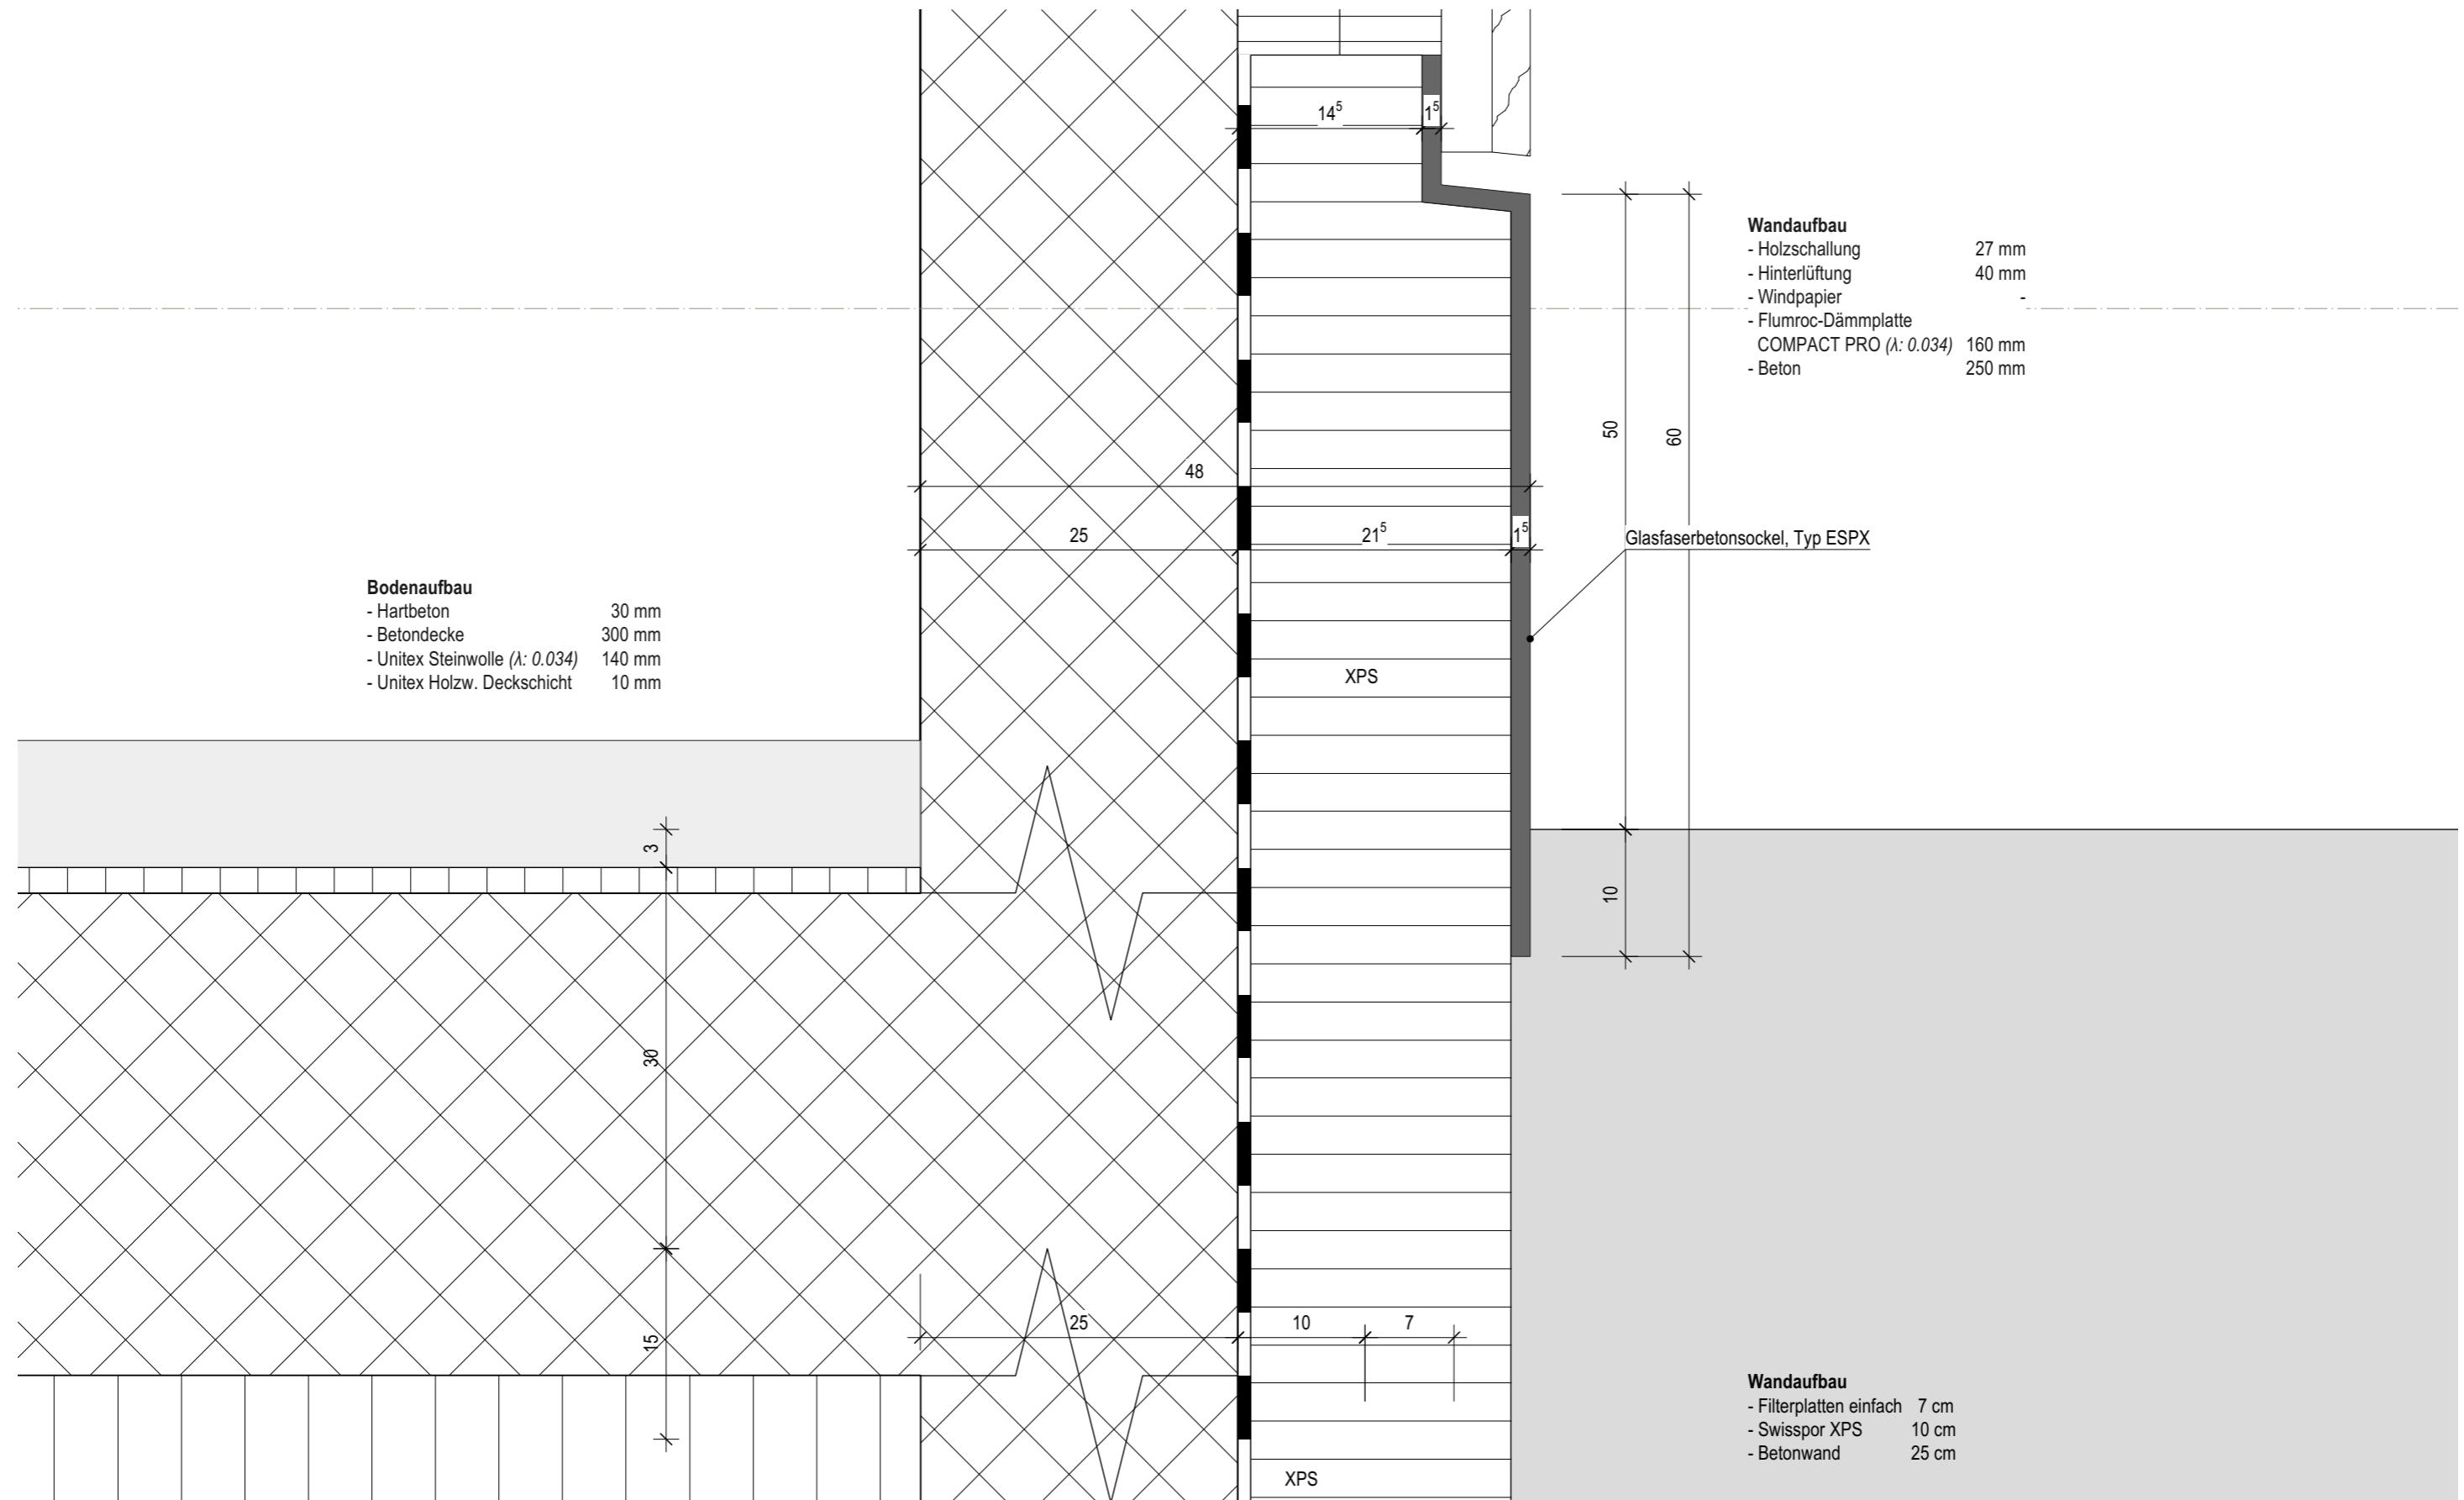 14⁵ 1⁵
Wandaufbau
- Holzschallung 27 mm
- Hinterlüftung 40 mm
- Windpapier -
- Flumroc-Dämmplatte
COMPACT PRO (λ: 0.034) 160 mm
- Beton 250 mm
50
60
48
25
21⁵
1⁵
Glasfaserbetonsockel, Typ ESPX
Bodenaufbau
- Hartbeton 30 mm
- Betondecke 300 mm
- Unitex Steinwolle (λ: 0.034) 140 mm
- Unitex Holzw. Deckschicht 10 mm
XPS
3
10
30
15
25
10
7
Wandaufbau
- Filterplatten einfach 7 cm
- Swisspor XPS 10 cm
- Betonwand 25 cm
XPS